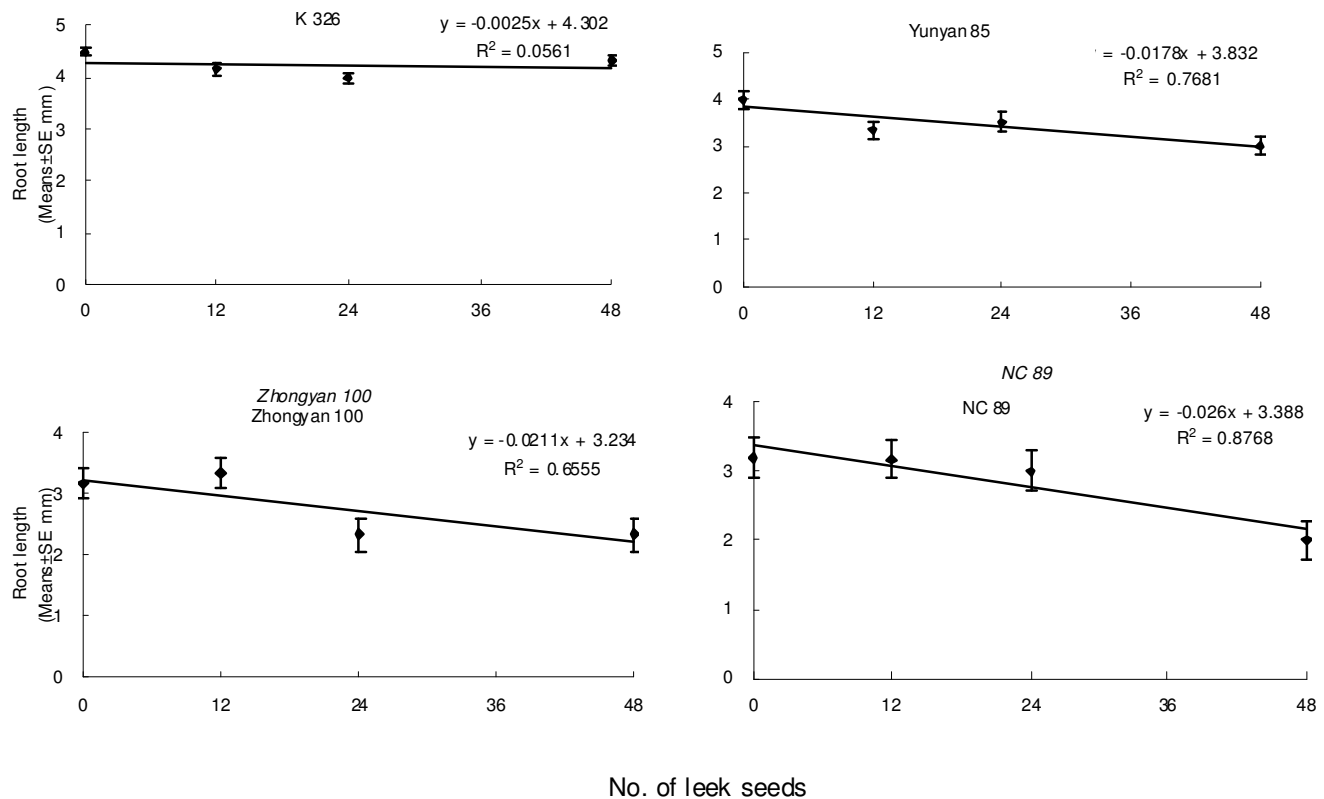 K 326
y = -0.0025x + 4.302
R² = 0.0561
Root length
(Means±SE mm)
5
4
3
2
1
0
0 12 24 36 48
Yunyan 85
= -0.0178x + 3.832
R² = 0.7681
5
4
3
2
1
0
0 12 24 36 48
Zhongyan 100
Zhongyan 100
y = -0.0211x + 3.234
R² = 0.6555
Root length
(Means±SE mm)
4
3
2
1
0
0 12 24 36 48
NC 89
NC 89
y = -0.026x + 3.388
R² = 0.8768
4
3
2
1
0
0 12 24 36 48
No. of leek seeds